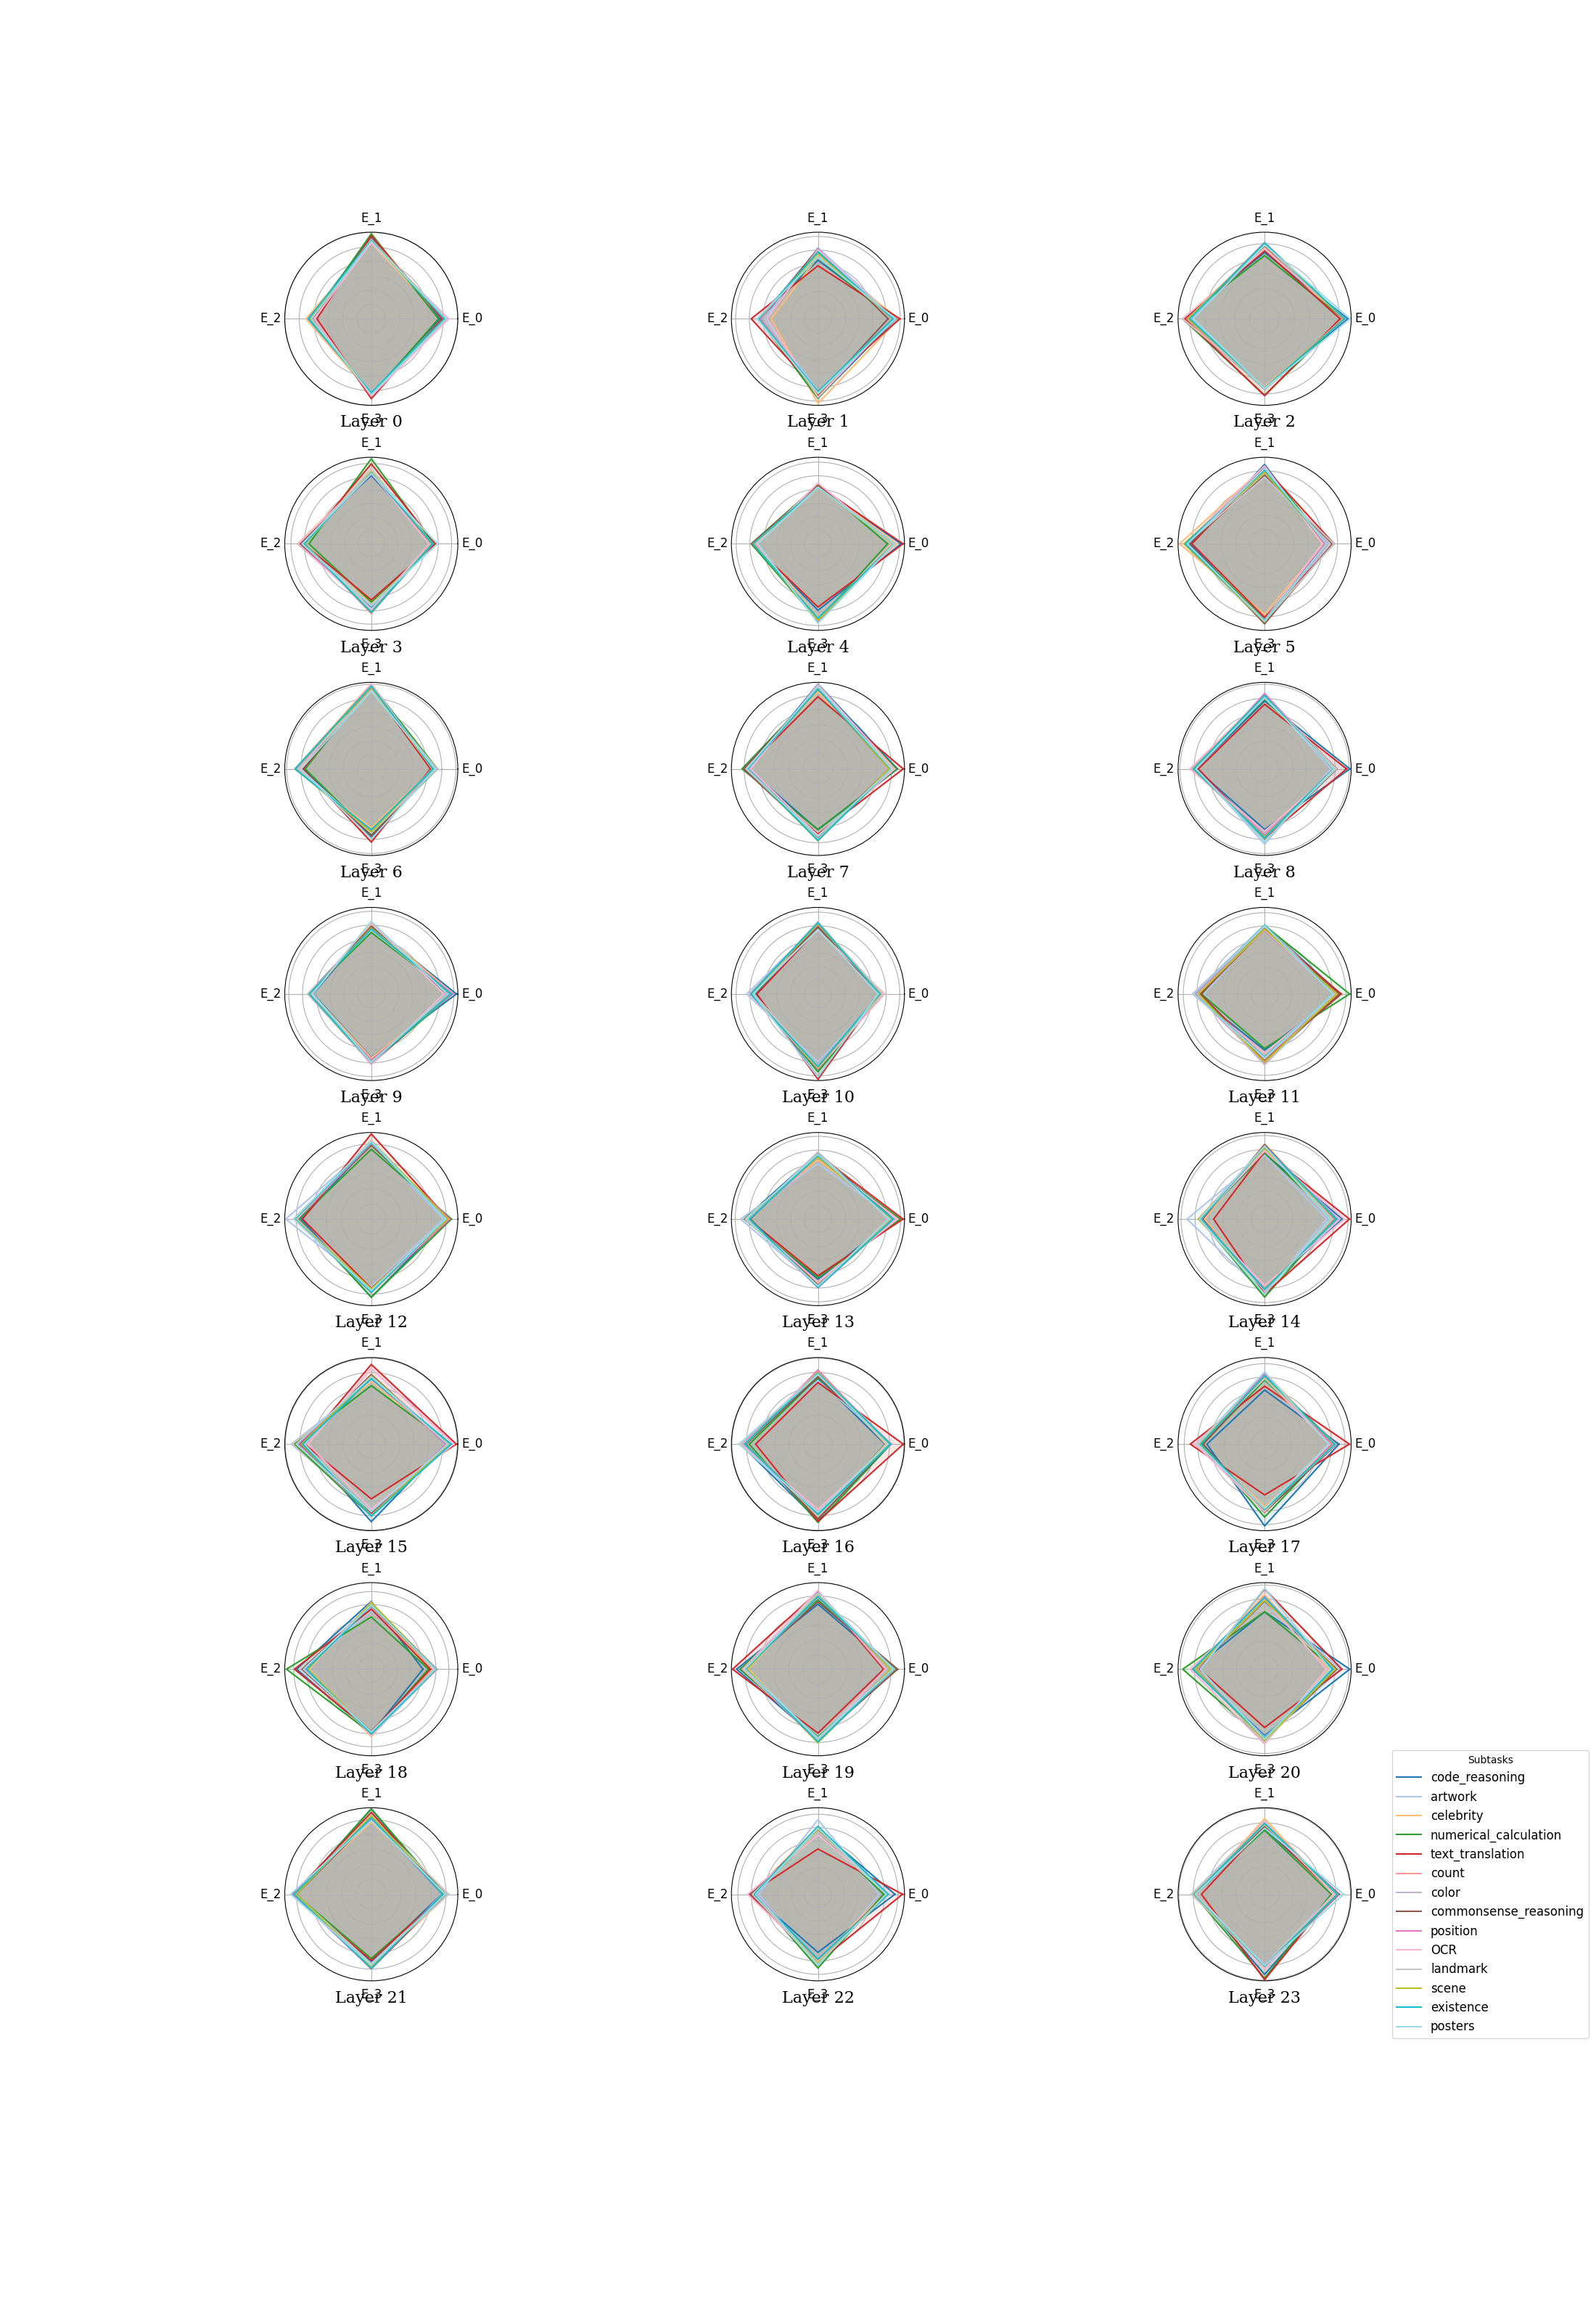 E_1 E_1 E_1
E_2 E_0 E_2 E_0 E_2 E_0
E_3 E_3 E_3
Layer 0 Layer 1 Layer 2
E_1 E_1 E_1
E_2 E_0 E_2 E_0 E_2 E_0
E_3 E_3 E_3
Layer 3 Layer 4 Layer 5
E_1 E_1 E_1
E_2 E_0 E_2 E_0 E_2 E_0
E_3 E_3 E_3
Layer 6 Layer 7 Layer 8
E_1 E_1 E_1
E_2 E_0 E_2 E_0 E_2 E_0
E_3 E_3 E_3
Layer 9 Layer 10 Layer 11
E_1 E_1 E_1
E_2 E_0 E_2 E_0 E_2 E_0
E_3 E_3 E_3
Layer 12 Layer 13 Layer 14
E_1 E_1 E_1
E_2 E_0 E_2 E_0 E_2 E_0
E_3 E_3 E_3
Layer 15 Layer 16 Layer 17
E_1 E_1 E_1
E_2 E_0 E_2 E_0 E_2 E_0
E_3 E_3 E_3
Layer 18 Layer 19 Layer 20
E_1 E_1 E_1
E_2 E_0 E_2 E_0 E_2 E_0
E_3 E_3 E_3
Layer 21 Layer 22 Layer 23
Subtasks
code_reasoning
artwork
celebrity
numerical_calculation
text_translation
count
color
commonsense_reasoning
position
OCR
landmark
scene
existence
posters